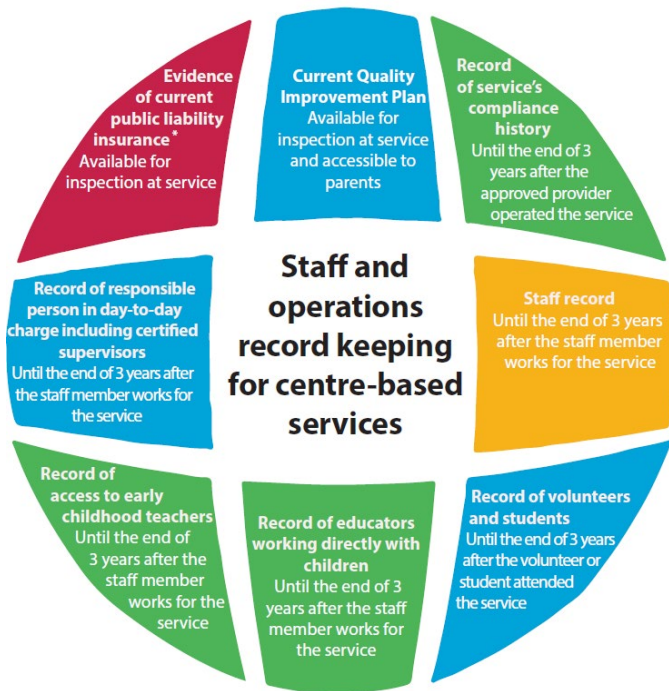 Evidence
of current
public liability
insurance*
Available for
inspection at service
Current Quality
Improvement Plan
Available for
inspection at service
and accessible to
parents
Record
of service's
compliance
history
Until the end of 3
years after the
approved provider
operated the service
Record of responsible
person in day-to-day
charge including certified
supervisors
Until the end of 3 years after
the staff member works for
the service
Staff and
operations
record keeping
for centre-based
services
Staff record
Until the end of 3 years
after the staff member
works for the service
Record of
access to early
childhood teachers
Until the end of
3 years after the
staff member
works for the
service
Record of educators
working directly with
children
Until the end of 3
years after the staff
member works for
the service
Record of volunteers
and students
Until the end of 3 years
after the volunteer or
student attended
the service